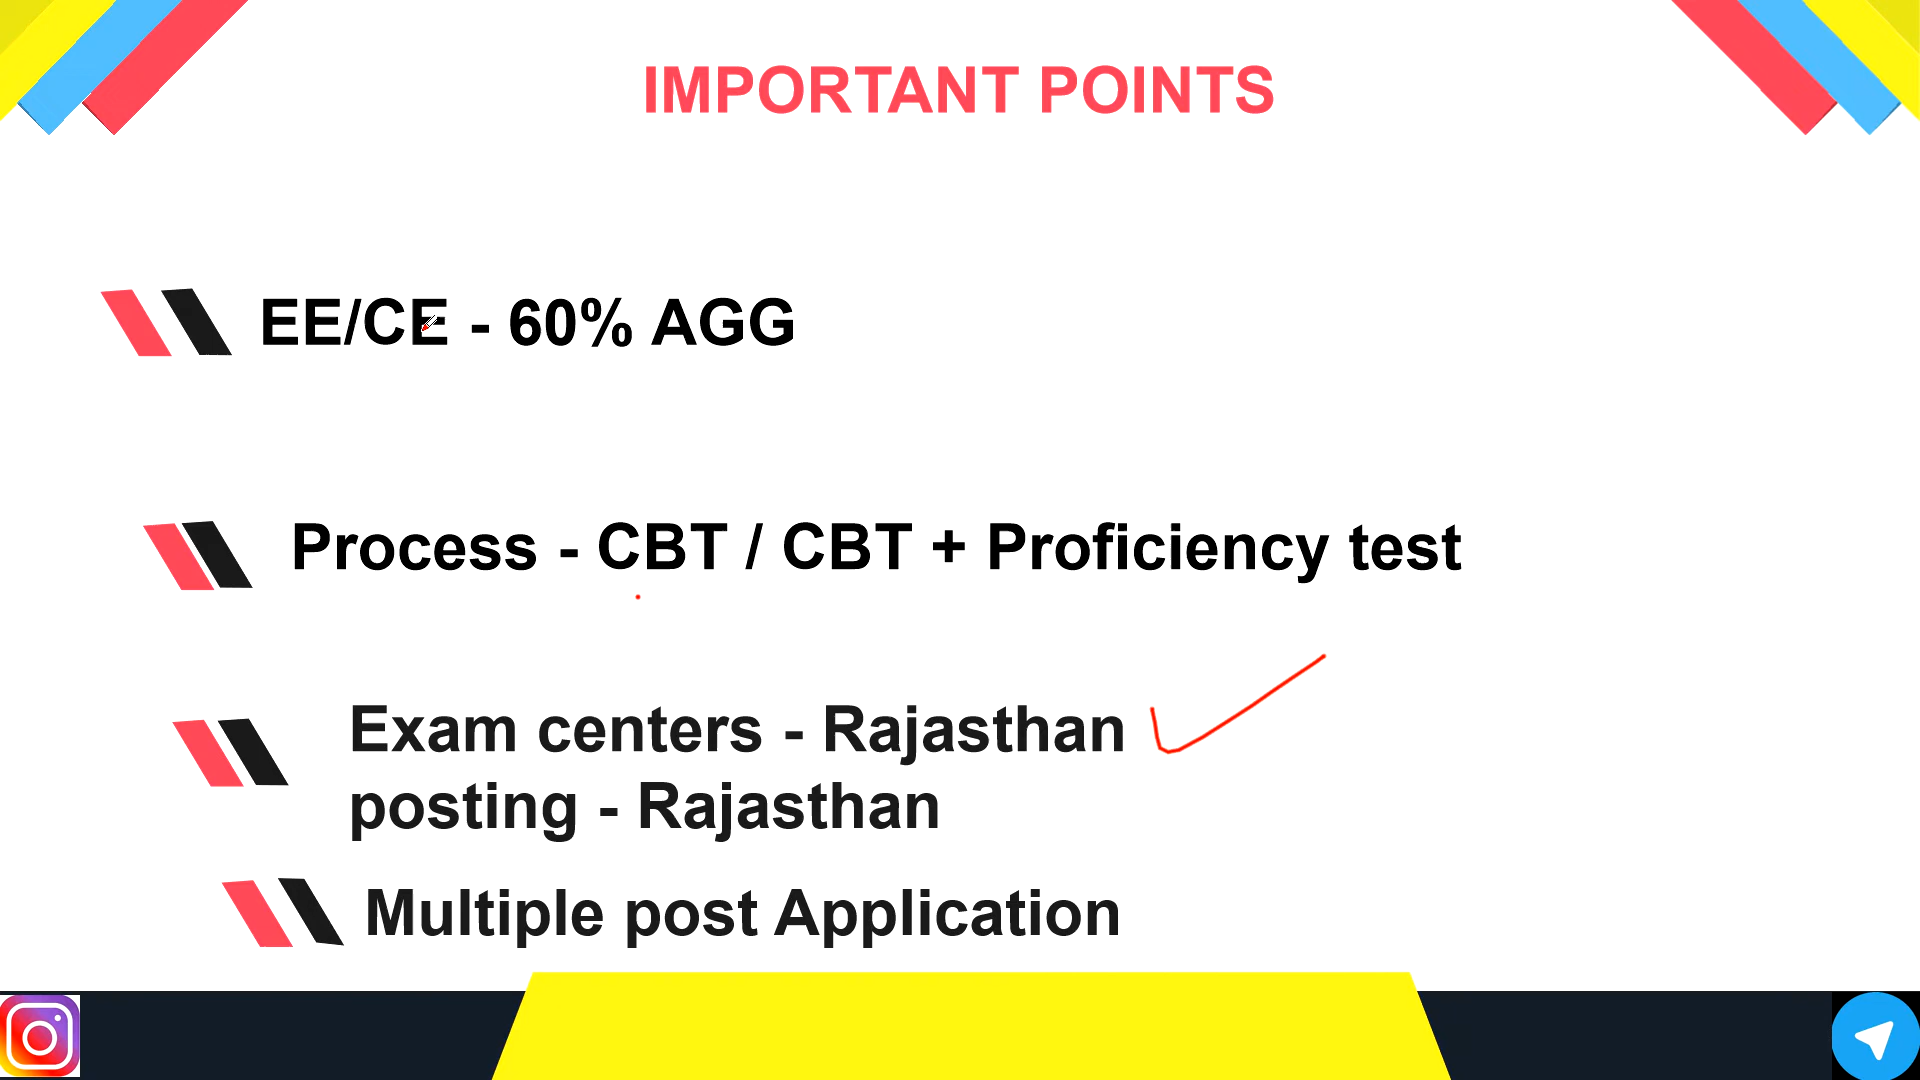 IMPORTANT POINTS
EE/CE - 60% AGG
Process - CBT / CBT + Proficiency test
Exam centers - Rajasthan
posting - Rajasthan
Multiple post Application